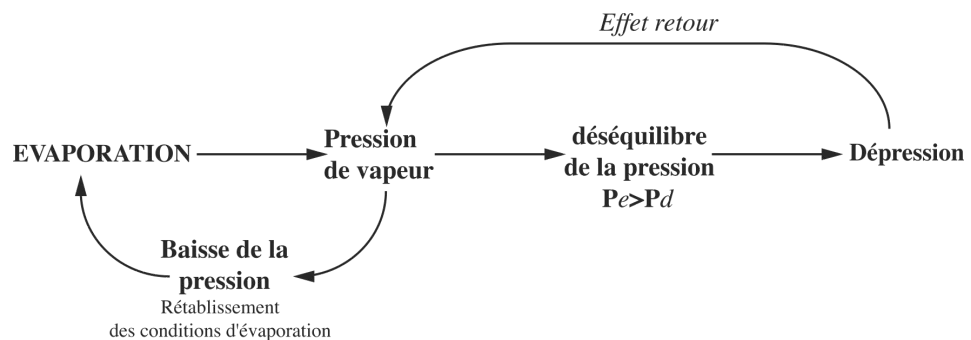 Effet retour
EVAPORATION
Pression
de vapeur
déséquilibre
de la pression
Pe>Pd
Dépression
Baisse de la
pression
Rétablissement
des conditions d'évaporation